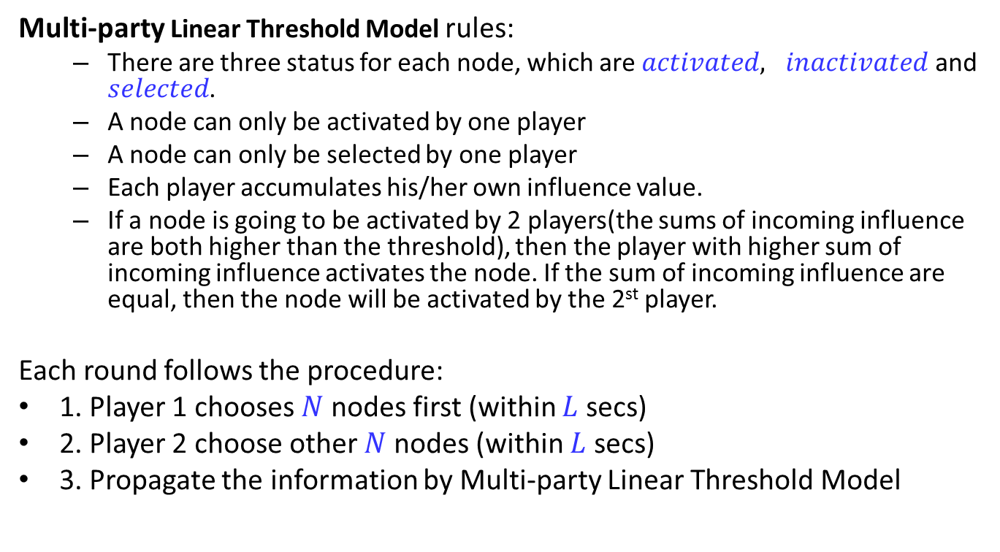 Multi-party Linear Threshold Model rules:
– There are three status for each node, which are activated, inactivated and
selected.
– A node can only be activated by one player
– A node can only be selected by one player
– Each player accumulates his/her own influence value.
– If a node is going to be activated by 2 players(the sums of incoming influence
are both higher than the threshold), then the player with higher sum of
incoming influence activates the node. If the sum of incoming influence are
equal, then the node will be activated by the 2st player.
Each round follows the procedure:
• 1. Player 1 chooses N nodes first (within L secs)
• 2. Player 2 choose other N nodes (within L secs)
• 3. Propagate the information by Multi-party Linear Threshold Model